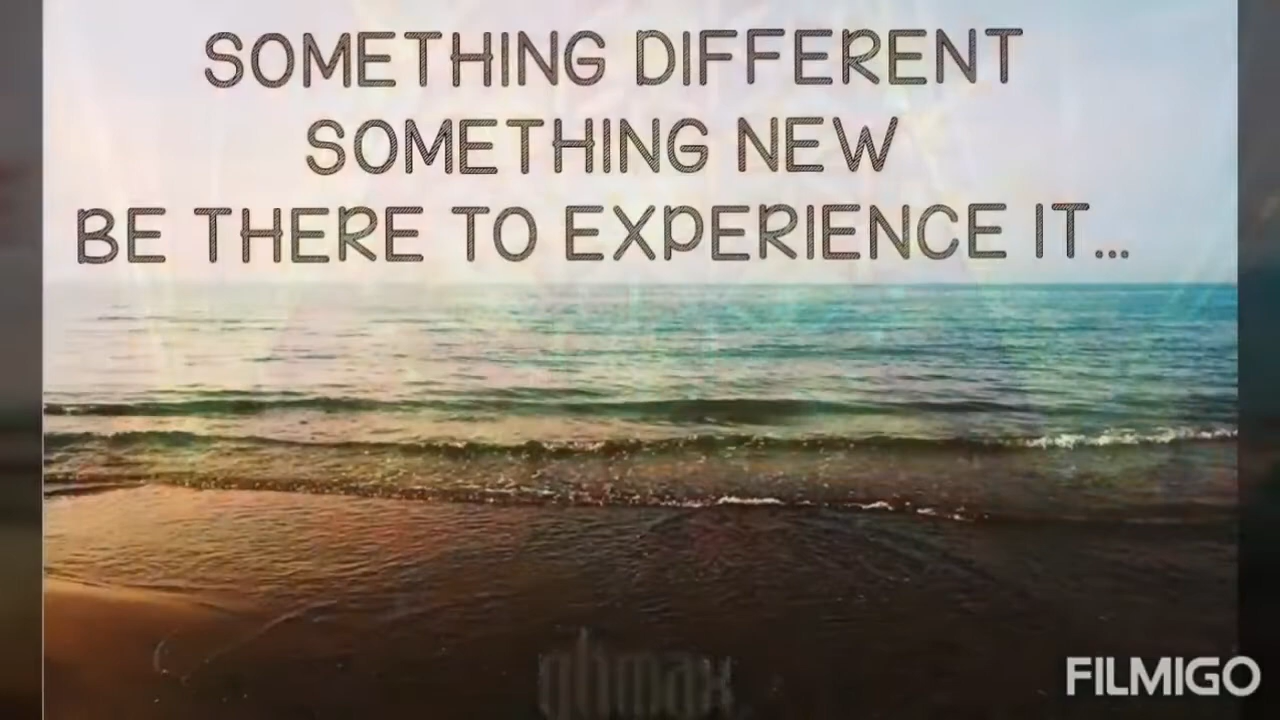 SOMETHING DIFFERENT
SOMETHING NEW
BE THERE TO EXPERIENCE IT...
FILMIGO